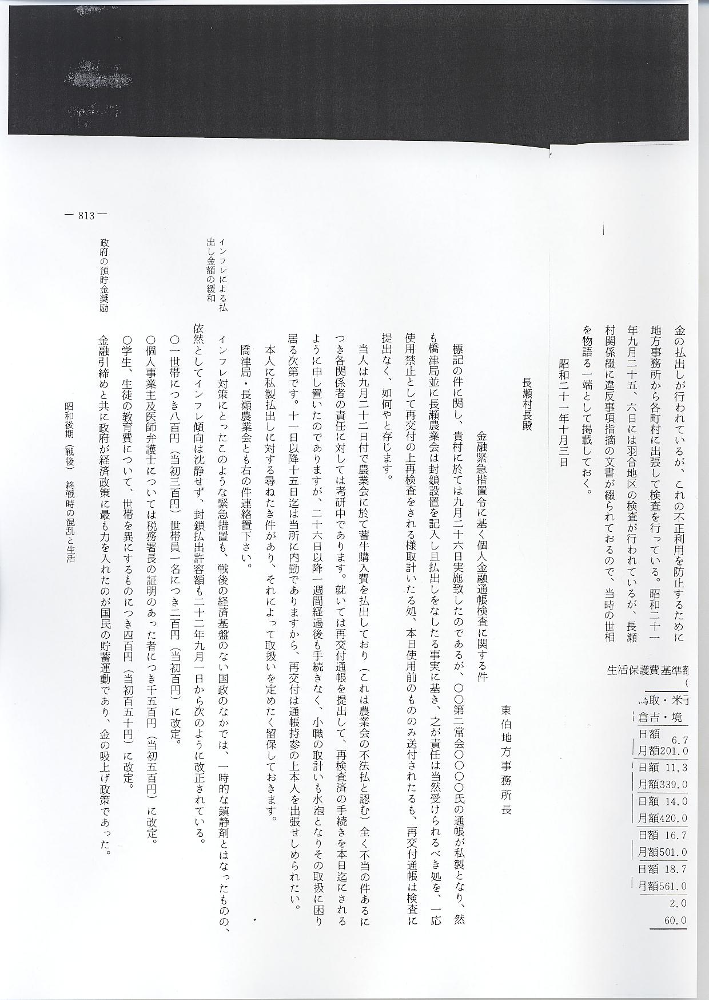 金の払出しが行われているが、これの不正利用を防止するために
地方事務所から各町村に出張して検査を行っている。昭和二十一
年九月二十五、六日には羽合地区の検査が行われているが、長瀬
村関係綴に違反事項指摘の文書が綴られておるので、当時の世相
を物語る一端として掲載しておく。
生活保護費基準額
（
鳥取・米子
倉吉・境
日額 6.7
月額201.0
日額 11.3
月額339.0
日額 14.0
月額420.0
日額 16.7
月額501.0
日額 18.7
月額561.0
2.0
60.0
昭和二十一年十月三日
長瀬村長殿
東伯地方事務所長
金融緊急措置令に基く個人金融通帳検査に関する件
標記の件に関し、貴村に於ては九月二十六日実施致したのであるが、〇〇第二常会〇〇〇〇氏の通帳が私製となり、然
も橋津局並に長瀬農業会は封鎖設置を記入し且払出しをなしたる事実に基き、之が責任は当然受けられるべき処を、一応
使用禁止として再交付の上再検査をされる様取計いたる処、本日使用前のもののみ送付されたるも、再交付通帳は検査に
提出なく、如何やと存じます。
当人は九月二十二日付で農業会に於て蓄牛購入費を払出しており（これは農業会の不法払と認む）全く不当の件あるに
つき各関係者の責任に対しては考研中であります。就いては再交付通帳を提出して、再検査済の手続きを本日迄にされる
ように申し置いたのでありますが、二十六日以降一週間経過後も手続きなく、小職の取計いも水泡となりその取扱に困り
居る次第です。十一日以降十五日迄は当所に内勤でありますから、再交付は通帳持参の上本人を出張せしめられたい。
本人に私製払出しに対する尋ねたき件があり、それによって取扱いを定めたく留保しておきます。
橋津局・長瀬農業会とも右の件連絡置下さい。
インフレによる払
出し金額の緩和
インフレ対策にとったこのような緊急措置も、戦後の経済基盤のない国政のなかでは、一時的な鎮静剤とはなったものの、
依然としてインフレ傾向は沈静せず、封鎖払出許容額も二十二年九月一日から次のように改正されている。
〇一世帯につき八百円（当初三百円）世帯員一名につき二百円（当初百円）に改定。
〇個人事業主及医師弁護士については税務署長の証明のあった者につき千五百円（当初五百円）に改定。
〇学生、生徒の教育費について、世帯を異にするものにつき四百円（当初百五十円）に改定。
政府の預貯金奨励
金融引締めと共に政府が経済政策に最も力を入れたのが国民の貯蓄運動であり、金の吸上げ政策であった。
昭和後期（戦後） 終戦時の混乱と生活
― 813 ―